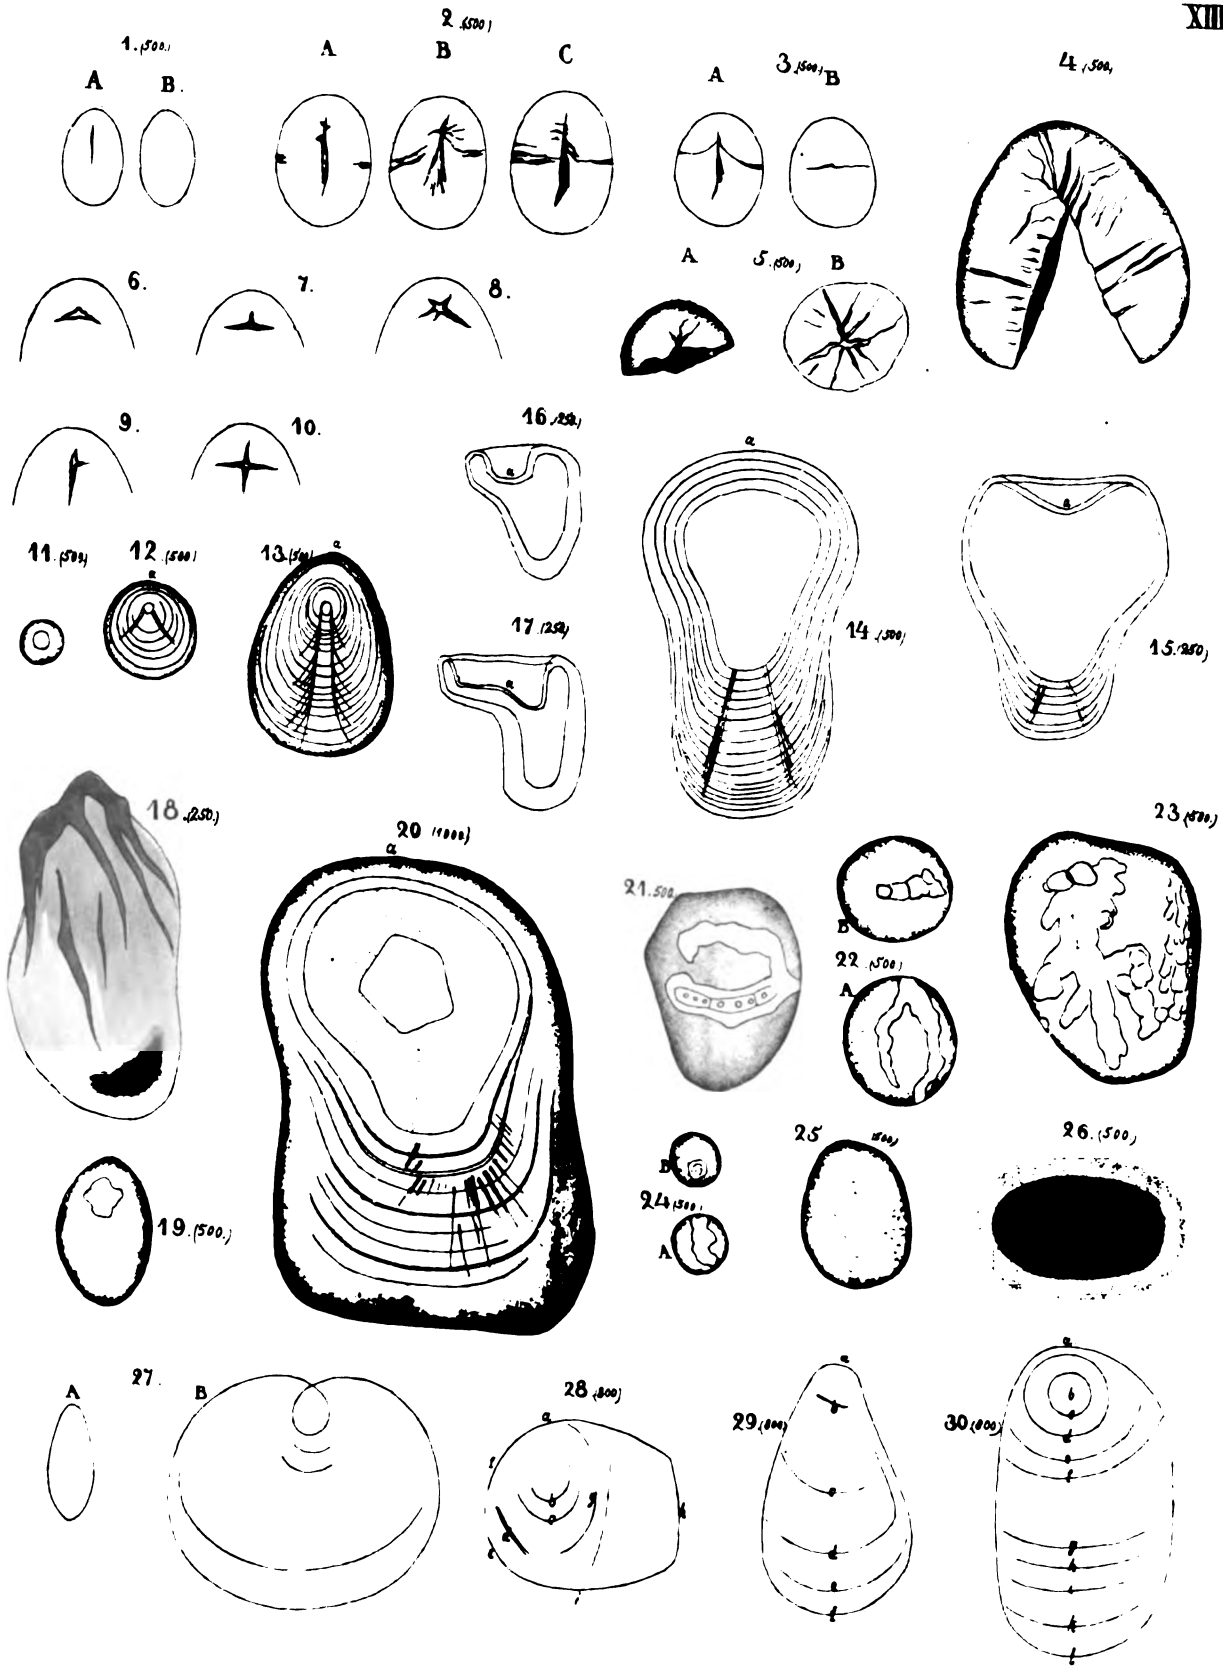 XIII
1. (500.)
A B.
2. (500)
A B C
3. (500)
A B
4. (500)
5. (500)
A B
6.
7.
8.
9.
10.
16. (250.)
a
a
a
11. (500)
12. (500)
a
13. (500)
a
17. (250)
a
14. (500)
15. (250)
18. (250.)
20 (1000.)
a
21. 500.
B
22. (500)
A
23 (500.)
19. (500.)
B
24 (500)
A
25 (500)
26. (500)
27.
A B
28 (800)
a
f b g
c h
d
e
i
29 (800)
a
b
c
d
e
f
30 (800)
a
b
c
d
e
f
g
h
i
k
l